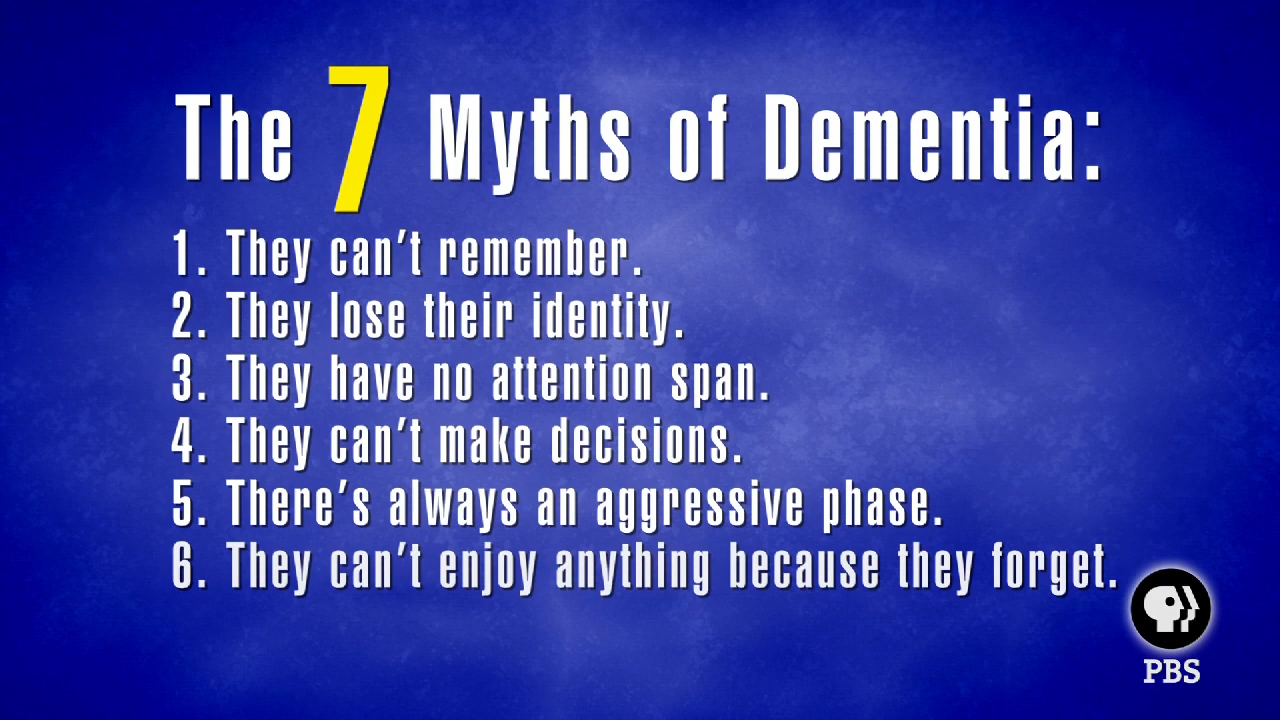 The 7 Myths of Dementia:
1. They can't remember.
2. They lose their identity.
3. They have no attention span.
4. They can't make decisions.
5. There's always an aggressive phase.
6. They can't enjoy anything because they forget.
PBS